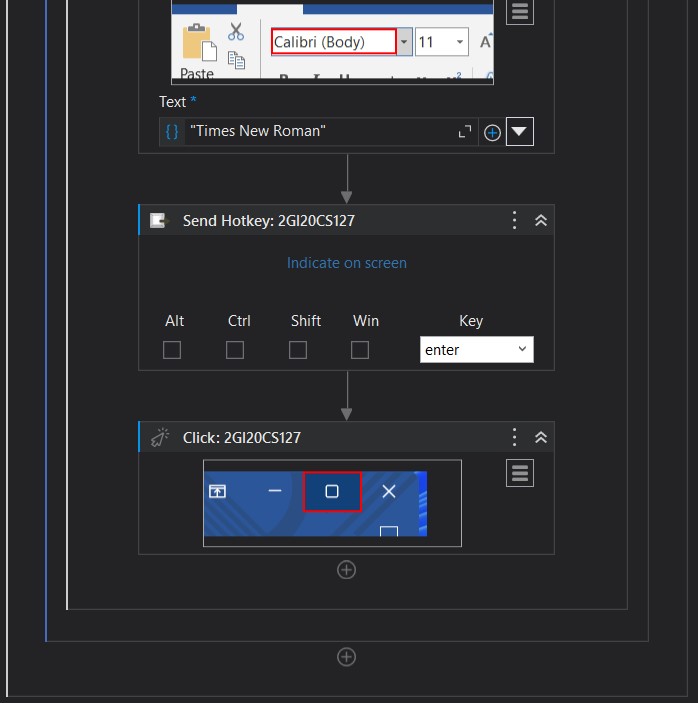 Calibri (Body)
11
A
Paste
Text *
{} "Times New Roman"
Send Hotkey: 2GI20CS127
Indicate on screen
Alt Ctrl Shift Win Key
enter
Click: 2GI20CS127